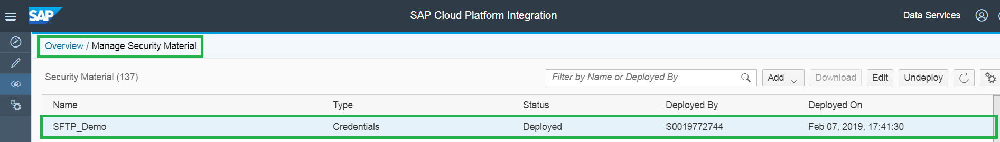 SAP
SAP Cloud Platform Integration
Data Services
Overview / Manage Security Material
Security Material (137)
Filter by Name or Deployed By
Add
Download
Edit
Undeploy
Name Type Status Deployed By Deployed On
SFTP_Demo Credentials Deployed S0019772744 Feb 07, 2019, 17:41:30